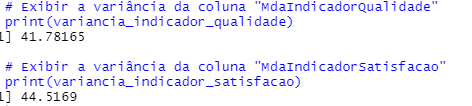 # Exibir a variância da coluna "MdaIndicadorQualidade"
print(variancia_indicador_qualidade)
1] 41.78165
# Exibir a variância da coluna "MdaIndicadorSatisfacao"
print(variancia_indicador_satisfacao)
1] 44.5169